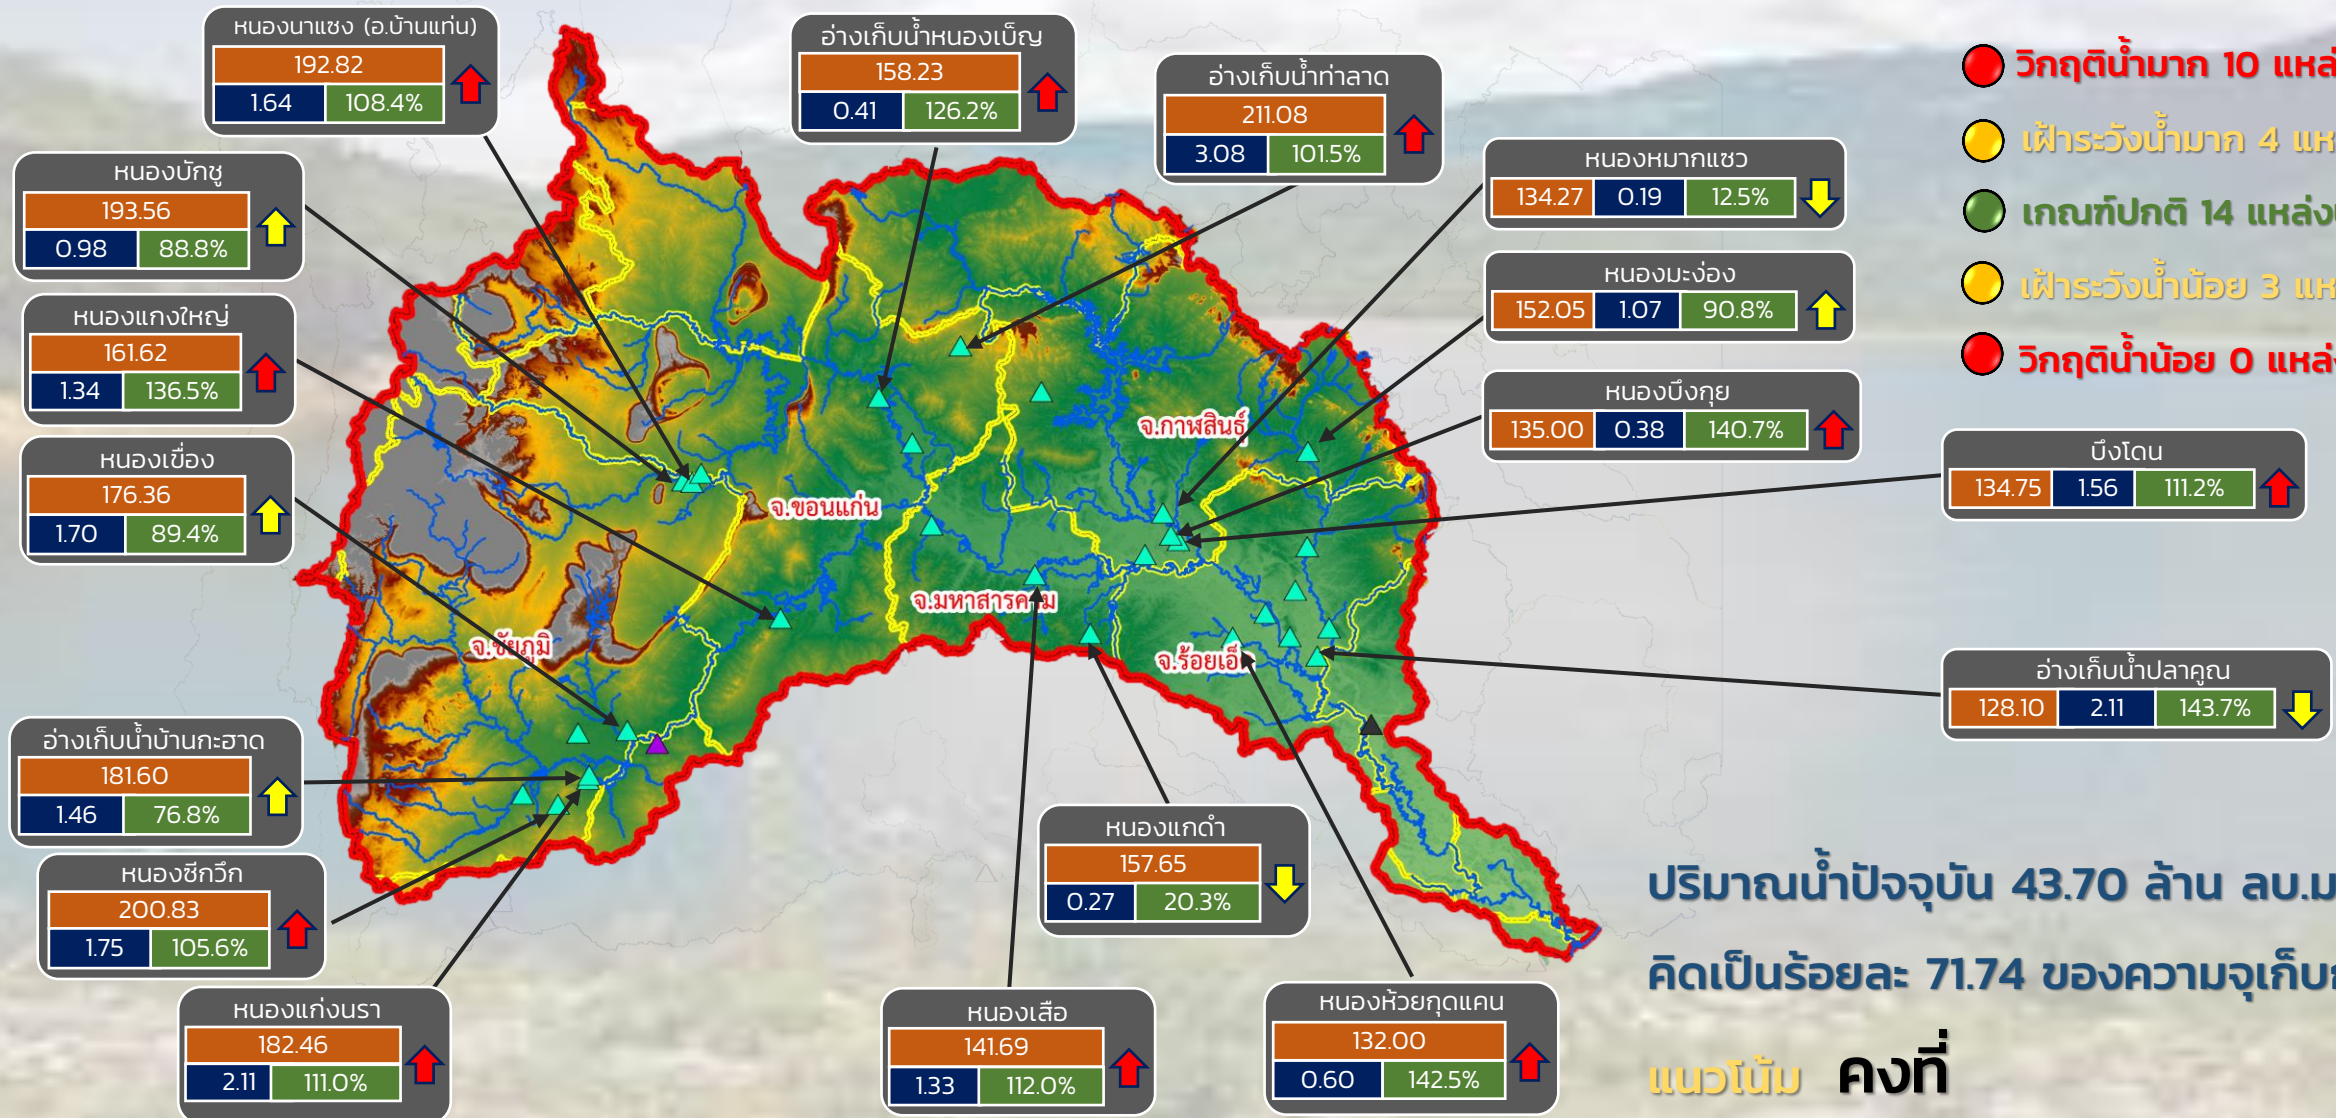 หนองนาแซง (อ.บ้านแท่น)
192.82
1.64 108.4%
อ่างเก็บน้ำหนองเบ็ญ
158.23
0.41 126.2%
อ่างเก็บน้ำท่าลาด
211.08
3.08 101.5%
วิกฤติน้ำมาก 10
เฝ้าระวังน้ำมาก 4
เกณฑ์ปกติ 14
เฝ้าระวังน้ำน้อย 3
วิกฤติน้ำน้อย 0
หนองบักชู
193.56
0.98 88.8%
หนองหมากแซว
134.27 0.19 12.5%
หนองมะง่อง
152.05 1.07 90.8%
หนองแกงใหญ่
161.62
1.34 136.5%
หนองบึงกุย
135.00 0.38 140.7%
บึงโดน
134.75 1.56 111.2%
หนองเขื่อง
176.36
1.70 89.4%
จ.กาฬสินธุ์
จ.ขอนแก่น
จ.มหาสารคาม
จ.ชัยภูมิ
จ.ร้อยเอ็ด
อ่างเก็บน้ำปลาคูณ
128.10 2.11 143.7%
อ่างเก็บน้ำบ้านกะฮาด
181.60
1.46 76.8%
หนองแกดำ
157.65
0.27 20.3%
หนองซีกวึก
200.83
1.75 105.6%
หนองแก่งนรา
182.46
2.11 111.0%
หนองเสือ
141.69
1.33 112.0%
หนองห้วยกุดแคน
132.00
0.60 142.5%
ปริมาณน้ำปัจจุบัน 43.70 ล้าน ลบ.ม
คิดเป็นร้อยละ 71.74 ของความจุเก็บ
แนวโน้ม คงที่